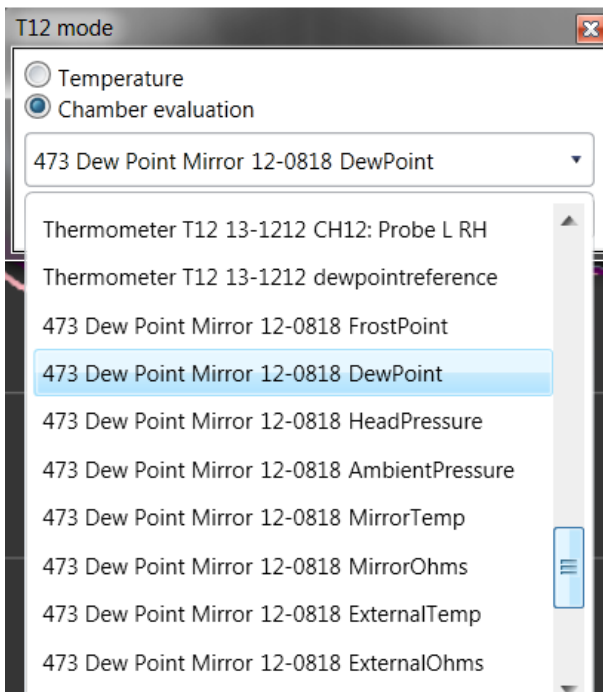 T12 mode
Temperature
Chamber evaluation
473 Dew Point Mirror 12-0818 DewPoint
Thermometer T12 13-1212 CH12: Probe L RH
Thermometer T12 13-1212 dewpointreference
473 Dew Point Mirror 12-0818 FrostPoint
473 Dew Point Mirror 12-0818 DewPoint
473 Dew Point Mirror 12-0818 HeadPressure
473 Dew Point Mirror 12-0818 AmbientPressure
473 Dew Point Mirror 12-0818 MirrorTemp
473 Dew Point Mirror 12-0818 MirrorOhms
473 Dew Point Mirror 12-0818 ExternalTemp
473 Dew Point Mirror 12-0818 ExternalOhms